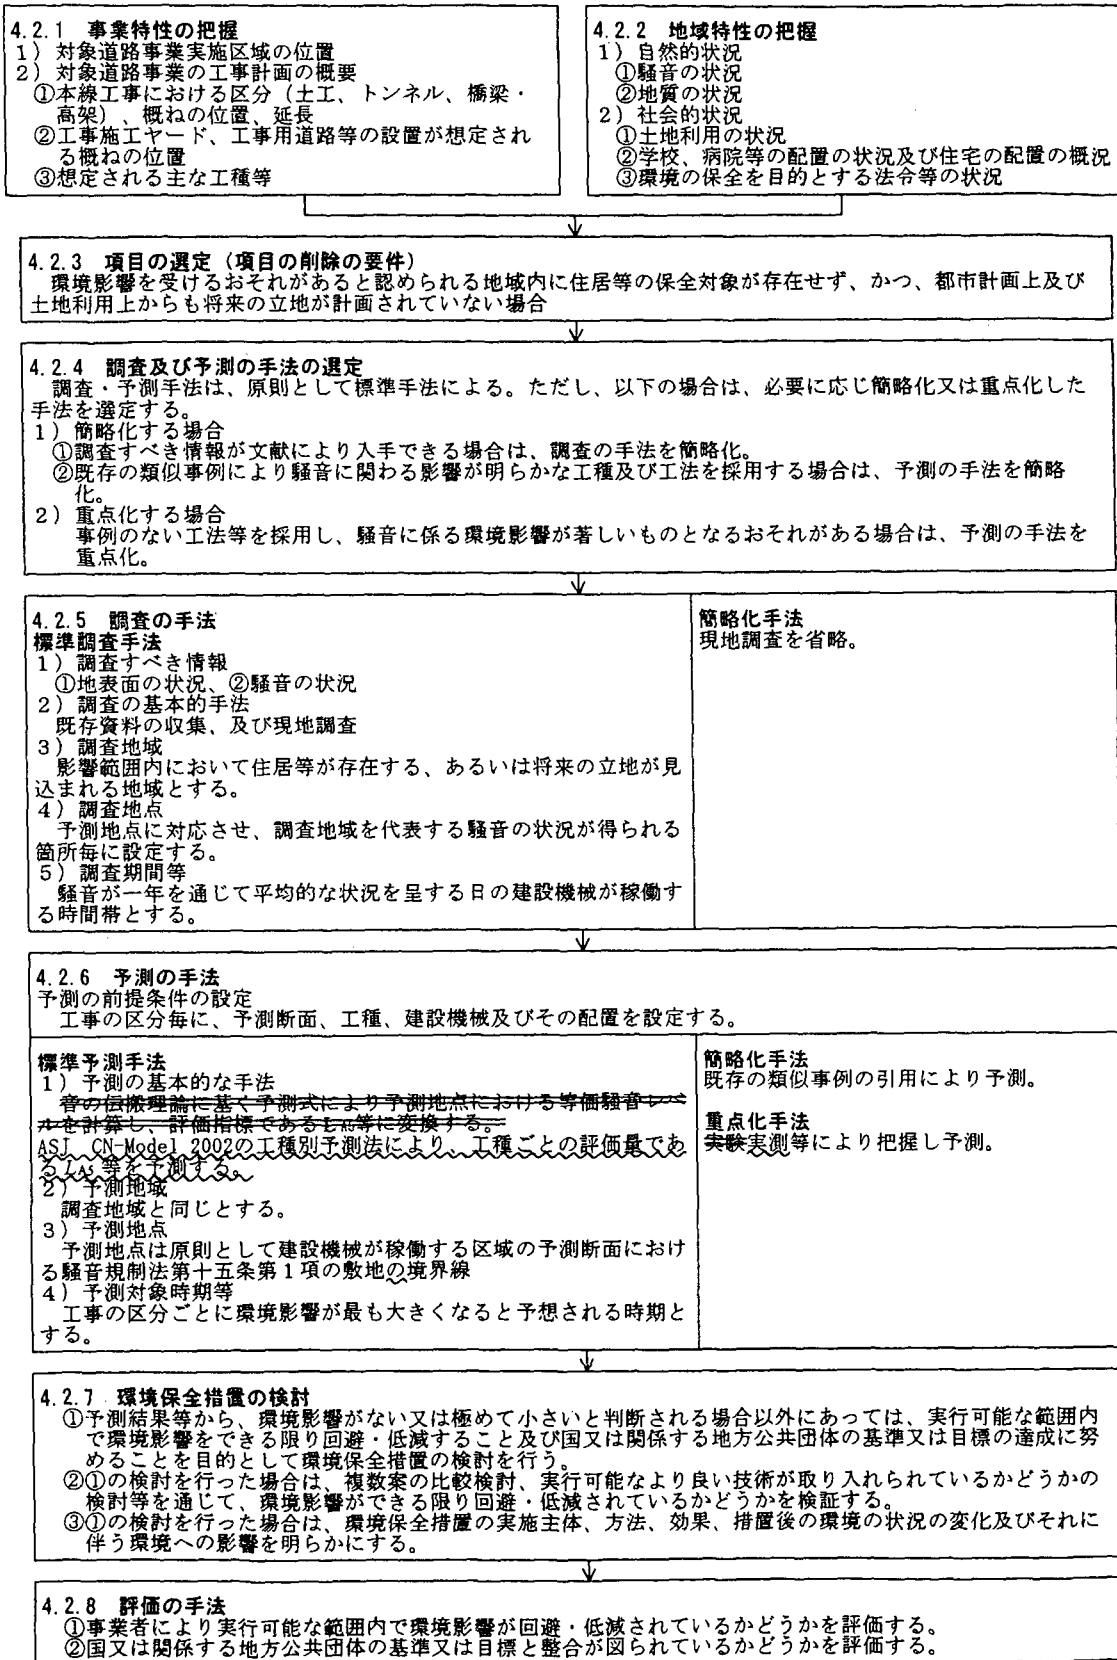 4.2.1 事業特性の把握
1）対象道路事業実施区域の位置
2）対象道路事業の工事計画の概要
①本線工事における区分（土工、トンネル、橋梁・
高架）、概ねの位置、延長
②工事施工ヤード、工事用道路等の設置が想定され
る概ねの位置
③想定される主な工種等
4.2.2 地域特性の把握
1）自然的状況
①騒音の状況
②地質の状況
2）社会的状況
①土地利用の状況
②学校、病院等の配置の状況及び住宅の配置の概況
③環境の保全を目的とする法令等の状況
4.2.3 項目の選定（項目の削除の要件）
環境影響を受けるおそれがあると認められる地域内に住居等の保全対象が存在せず、かつ、都市計画上及び
土地利用上からも将来の立地が計画されていない場合
4.2.4 調査及び予測の手法の選定
調査・予測手法は、原則として標準手法による。ただし、以下の場合は、必要に応じ簡略化又は重点化した
手法を選定する。
1）簡略化する場合
①調査すべき情報が文献により入手できる場合は、調査の手法を簡略化。
②既存の類似事例により騒音に関わる影響が明らかな工種及び工法を採用する場合は、予測の手法を簡略
化。
2）重点化する場合
事例のない工法等を採用し、騒音に係る環境影響が著しいものとなるおそれがある場合は、予測の手法を
重点化。
4.2.5 調査の手法
標準調査手法
1）調査すべき情報
①地表面の状況、②騒音の状況
2）調査の基本的手法
既存資料の収集、及び現地調査
3）調査地域
影響範囲内において住居等が存在する、あるいは将来の立地が見
込まれる地域とする。
4）調査地点
予測地点に対応させ、調査地域を代表する騒音の状況が得られる
箇所毎に設定する。
5）調査期間等
騒音が一年を通じて平均的な状況を呈する日の建設機械が稼働す
る時間帯とする。
簡略化手法
現地調査を省略。
4.2.6 予測の手法
予測の前提条件の設定
工事の区分毎に、予測断面、工種、建設機械及びその配置を設定する。
標準予測手法
1）予測の基本的な手法
音の伝搬理論に基く予測式により予測地点における等価騒音レベ
ルを計算し、評価指標であるLA5等に変換する。
ASJ CN-Model 2002の工種別予測法により、工種ごとの評価量であ
るLA5等を予測する。
2）予測地域
調査地域と同じとする。
3）予測地点
予測地点は原則として建設機械が稼働する区域の予測断面におけ
る騒音規制法第十五条第1項の敷地の境界線
4）予測対象時期等
工事の区分ごとに環境影響が最も大きくなると予想される時期と
する。
簡略化手法
既存の類似事例の引用により予測。
重点化手法
実験実測等により把握し予測。
4.2.7 環境保全措置の検討
①予測結果等から、環境影響がない又は極めて小さいと判断される場合以外にあっては、実行可能な範囲内
で環境影響をできる限り回避・低減すること及び国又は関係する地方公共団体の基準又は目標の達成に努
めることを目的として環境保全措置の検討を行う。
②①の検討を行った場合は、複数案の比較検討、実行可能なより良い技術が取り入れられているかどうかの
検討等を通じて、環境影響ができる限り回避・低減されているかどうかを検証する。
③①の検討を行った場合は、環境保全措置の実施主体、方法、効果、措置後の環境の状況の変化及びそれに
伴う環境への影響を明らかにする。
4.2.8 評価の手法
①事業者により実行可能な範囲内で環境影響が回避・低減されているかどうかを評価する。
②国又は関係する地方公共団体の基準又は目標と整合が図られているかどうかを評価する。